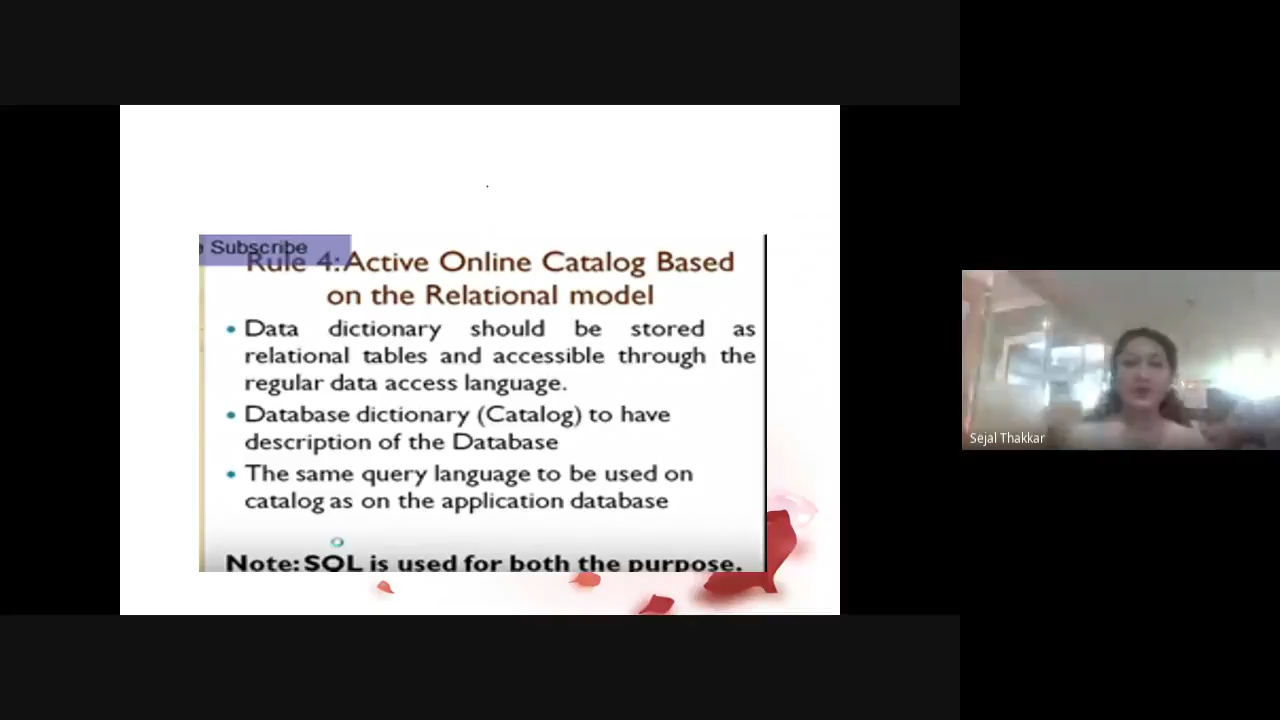 e Subscribe
Rule 4: Active Online Catalog Based
on the Relational model
• Data dictionary should be stored as
relational tables and accessible through the
regular data access language.
• Database dictionary (Catalog) to have
description of the Database
• The same query language to be used on
catalog as on the application database
Note: SQL is used for both the purpose.
Sejal Thakkar